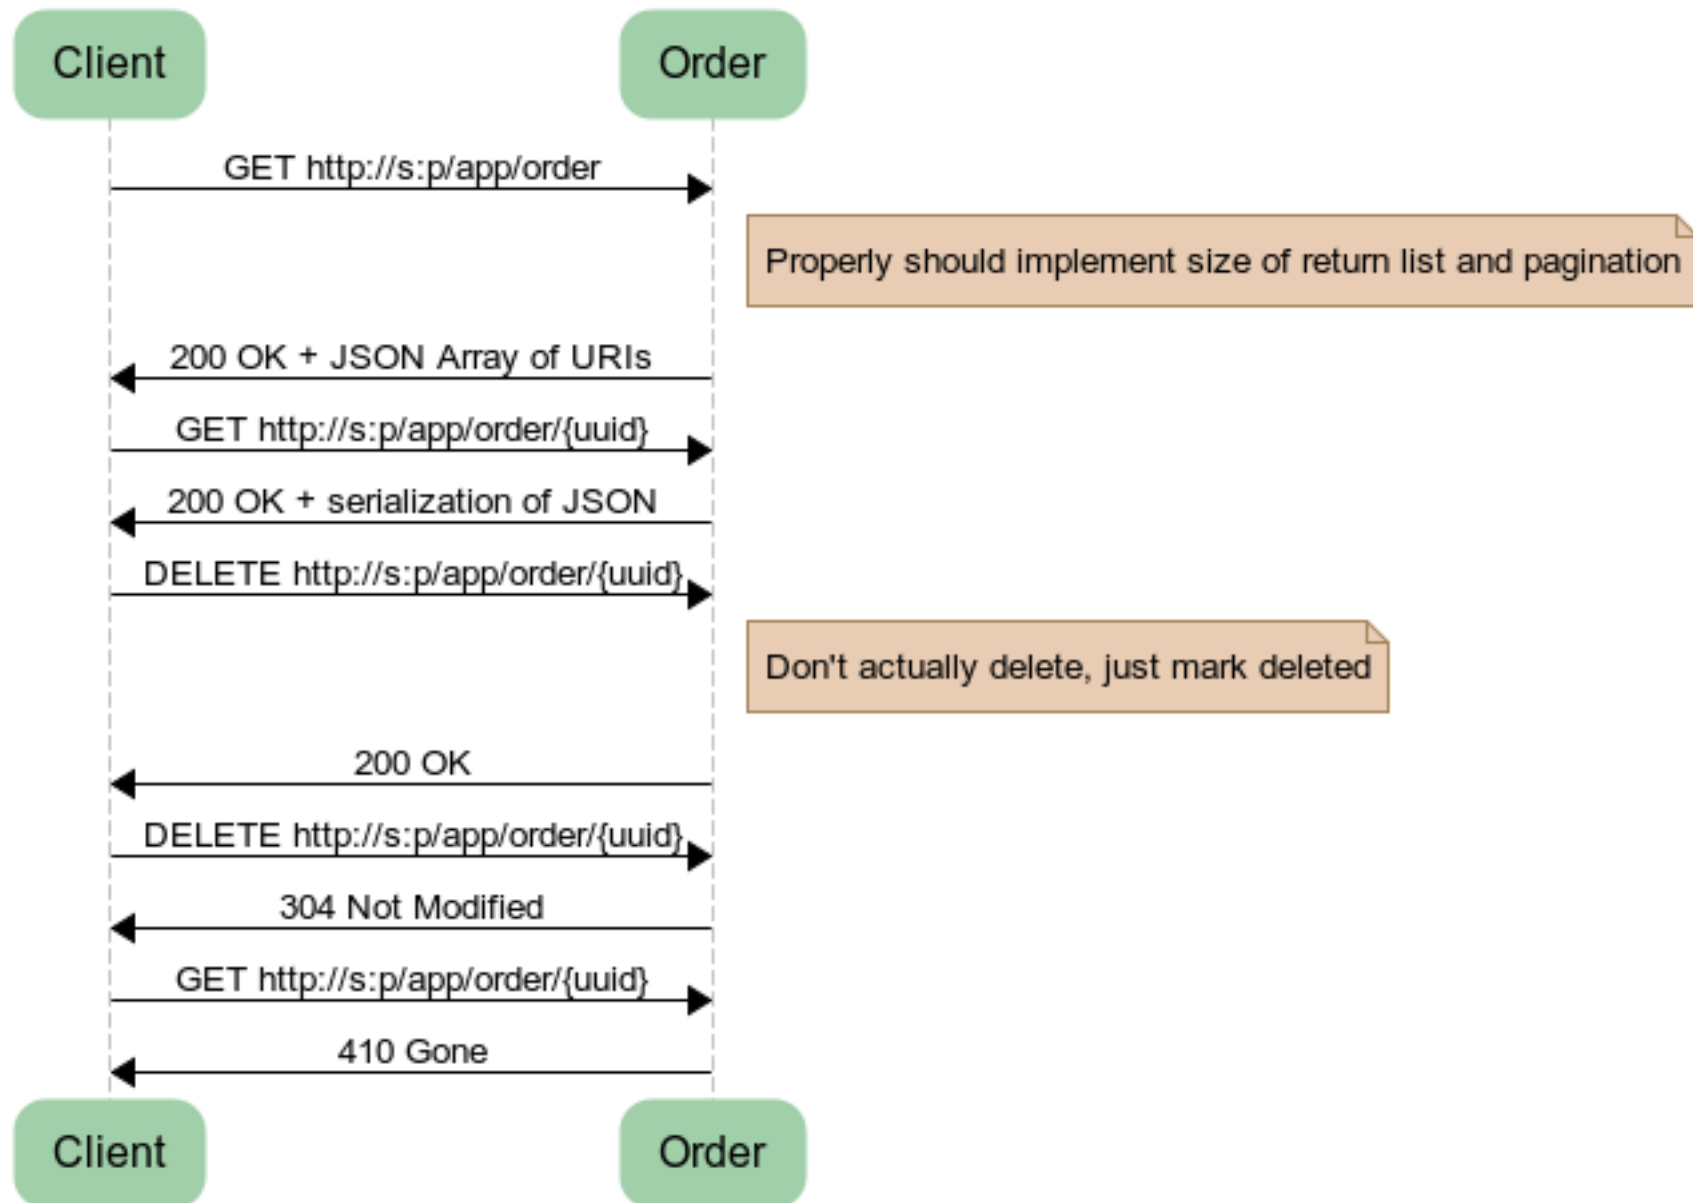 Client
Order
GET http://s:p/app/order
Properly should implement size of return list and pagination
200 OK + JSON Array of URIs
GET http://s:p/app/order/{uuid}
200 OK + serialization of JSON
DELETE http://s:p/app/order/{uuid}
Don't actually delete, just mark deleted
200 OK
DELETE http://s:p/app/order/{uuid}
304 Not Modified
GET http://s:p/app/order/{uuid}
410 Gone
Client
Order